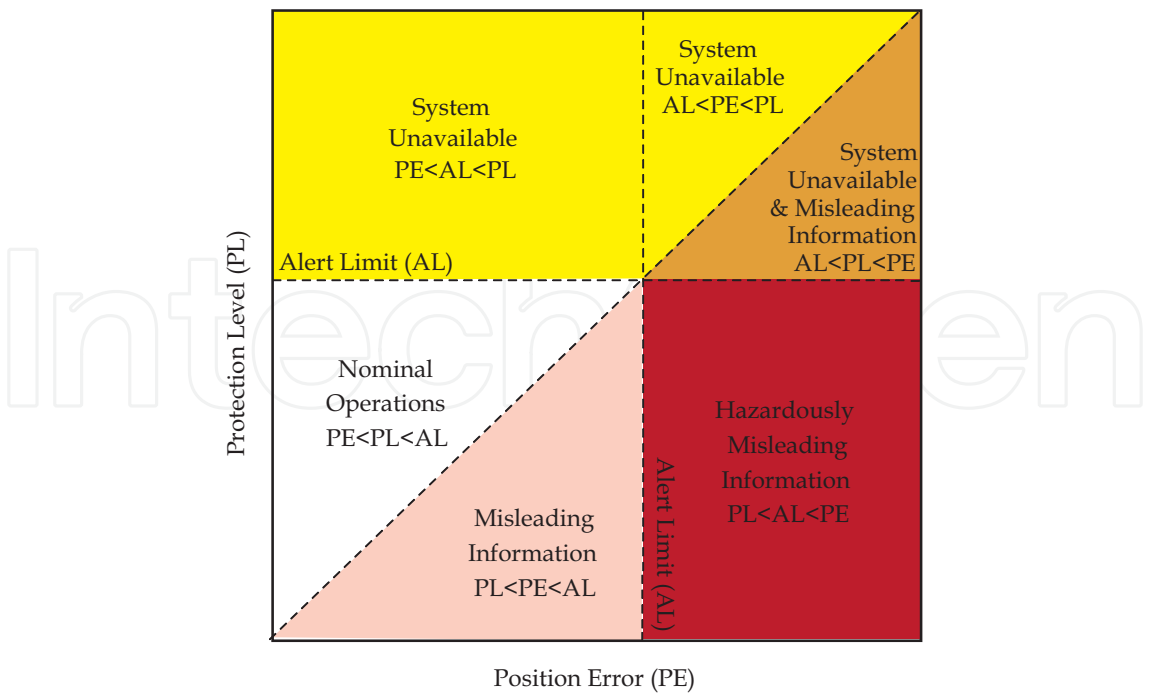 System
Unavailable
PE<AL<PL
System
Unavailable
AL<PE<PL
System
Unavailable
& Misleading
Information
AL<PL<PE
Alert Limit (AL)
Protection Level (PL)
Nominal
Operations
PE<PL<AL
Misleading
Information
PL<PE<AL
Alert Limit (AL)
Hazardously
Misleading
Information
PL<AL<PE
Position Error (PE)